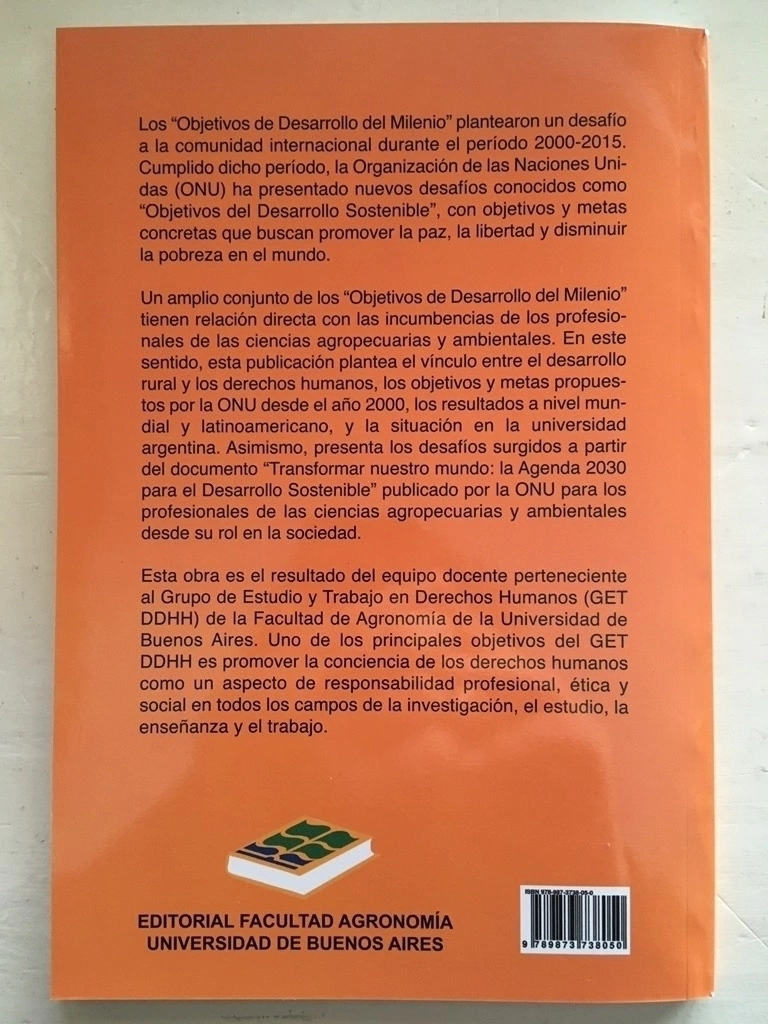 Los “Objetivos de Desarrollo del Milenio” plantearon un desafío
a la comunidad internacional durante el período 2000-2015.
Cumplido dicho período, la Organización de las Naciones Uni-
das (ONU) ha presentado nuevos desafíos conocidos como
“Objetivos del Desarrollo Sostenible”, con objetivos y metas
concretas que buscan promover la paz, la libertad y disminuir
la pobreza en el mundo.
Un amplio conjunto de los “Objetivos de Desarrollo del Milenio”
tienen relación directa con las incumbencias de los profesio-
nales de las ciencias agropecuarias y ambientales. En este
sentido, esta publicación plantea el vínculo entre el desarrollo
rural y los derechos humanos, los objetivos y metas propues-
tos por la ONU desde el año 2000, los resultados a nivel mun-
dial y latinoamericano, y la situación en la universidad
argentina. Asimismo, presenta los desafíos surgidos a partir
del documento “Transformar nuestro mundo: la Agenda 2030
para el Desarrollo Sostenible” publicado por la ONU para los
profesionales de las ciencias agropecuarias y ambientales
desde su rol en la sociedad.
Esta obra es el resultado del equipo docente perteneciente
al Grupo de Estudio y Trabajo en Derechos Humanos (GET
DDHH) de la Facultad de Agronomía de la Universidad de
Buenos Aires. Uno de los principales objetivos del GET
DDHH es promover la conciencia de los derechos humanos
como un aspecto de responsabilidad profesional, ética y
social en todos los campos de la investigación, el estudio, la
enseñanza y el trabajo.
EDITORIAL FACULTAD AGRONOMÍA
UNIVERSIDAD DE BUENOS AIRES
ISBN 978-987-3738-05-0
9 789873 738050